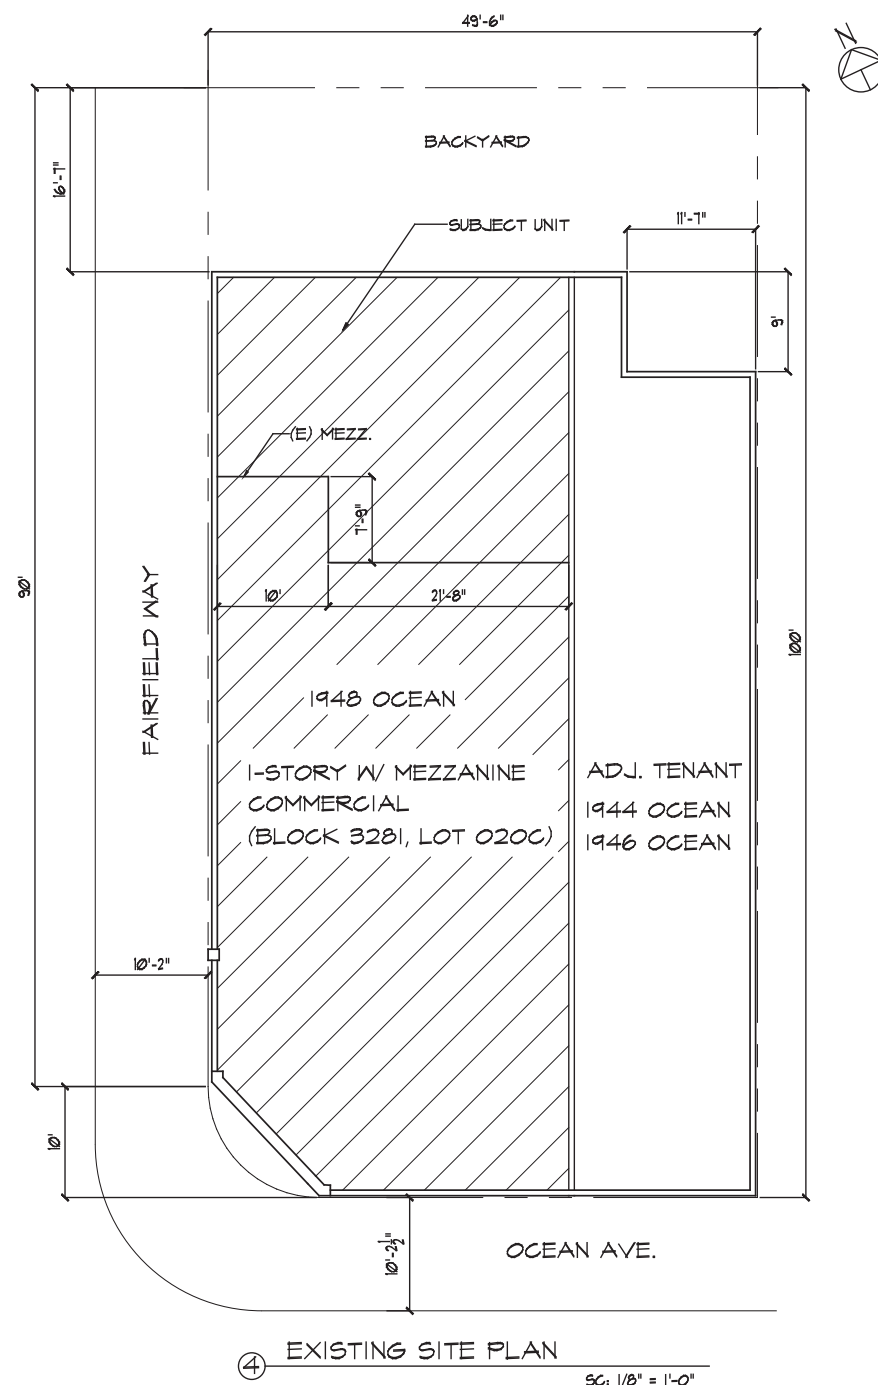 49'-6"
N
BACKYARD
16'-7"
SUBJECT UNIT
11'-7"
9'
(E) MEZZ.
7'-9"
90'
10'
21'-8"
100'
FAIRFIELD WAY
1948 OCEAN
1-STORY W/ MEZZANINE
COMMERCIAL
(BLOCK 3281, LOT 020C)
ADJ. TENANT
1944 OCEAN
1946 OCEAN
10'-2"
10'
10'-2½"
OCEAN AVE.
4 EXISTING SITE PLAN
SC: 1/8" = 1'-0"